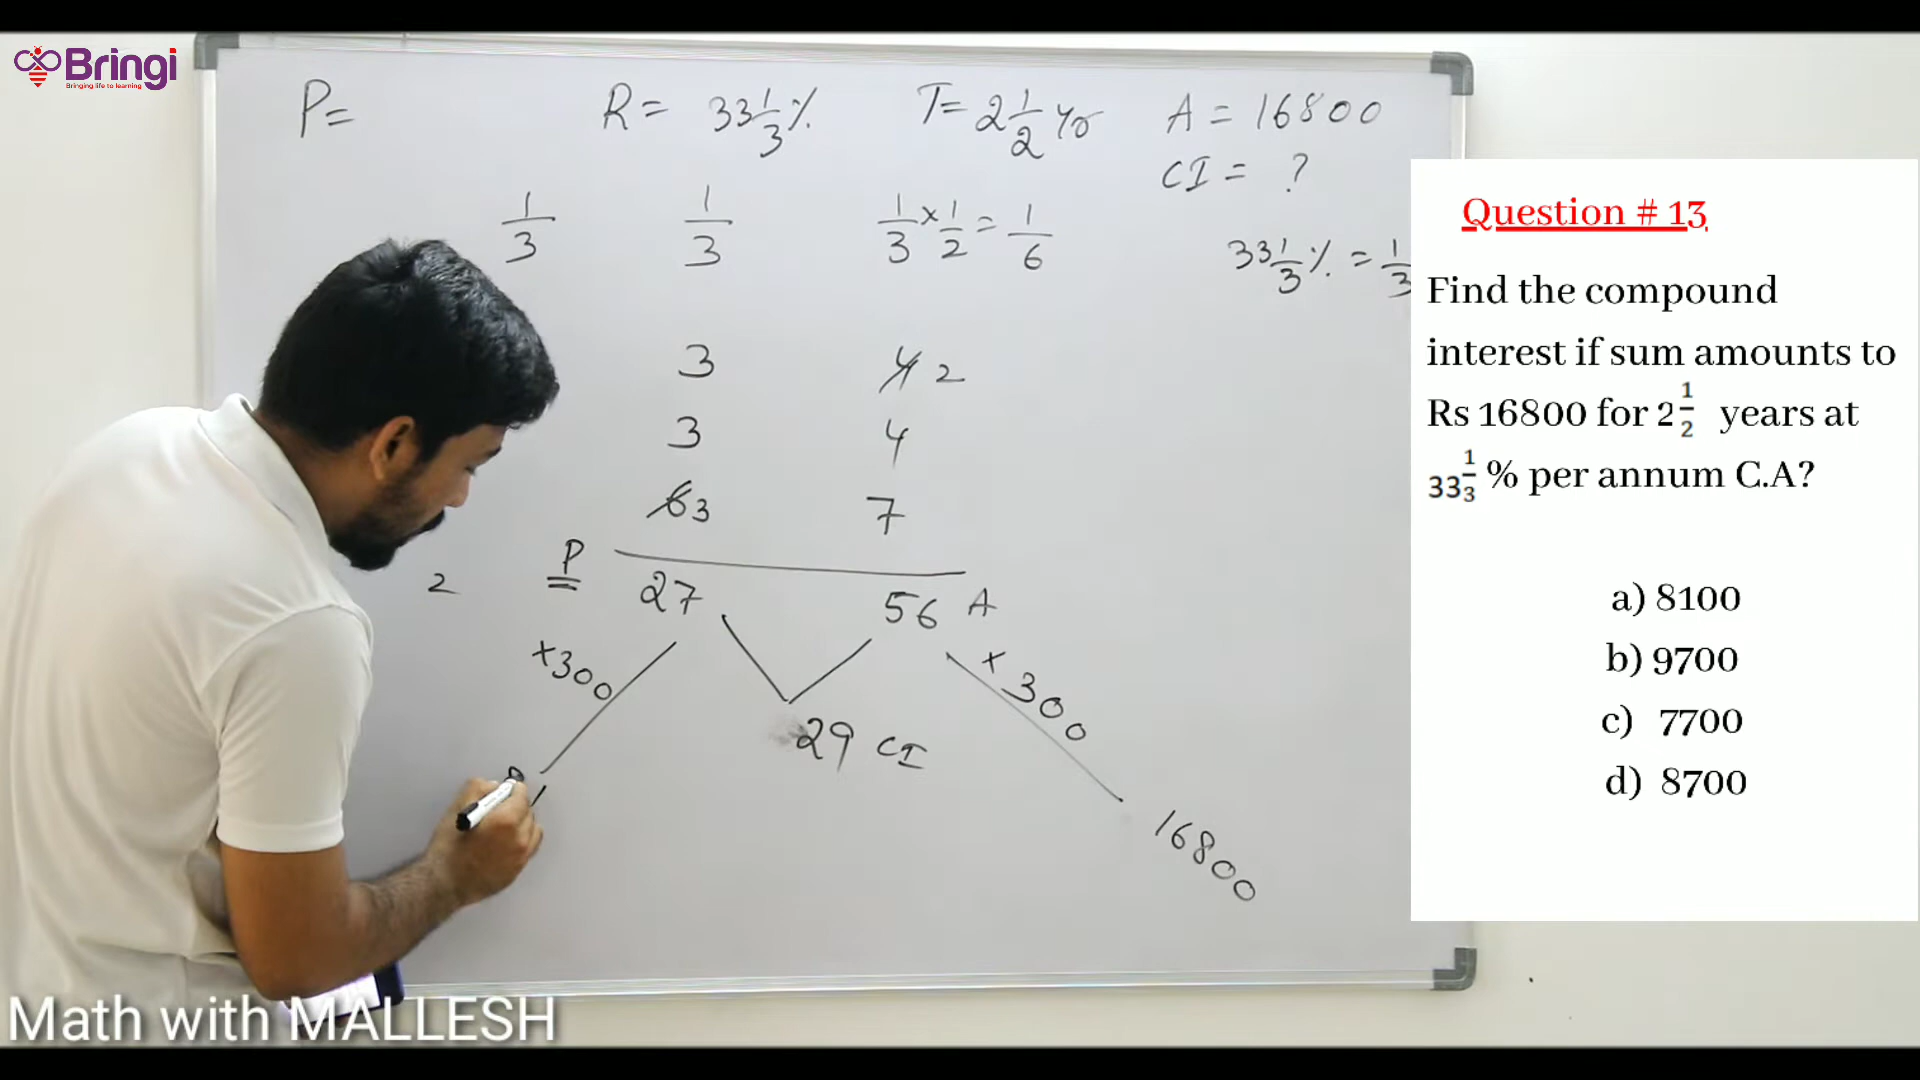 Bringi
Bringing life to learning
P= R= 33 1/3 % T= 2 1/2 Yr A = 16800
CI = ?
1/3 1/3 1/3 × 1/2 = 1/6 33 1/3 % = 1/3
3 4 2
3 4
6 3 7
2 P 27 56 A
×300 × 300
29 CI
16800
Question # 13
Find the compound
interest if sum amounts to
Rs 16800 for 2 1/2 years at
33 1/3 % per annum C.A?
a) 8100
b) 9700
c) 7700
d) 8700
Math with MALLESH